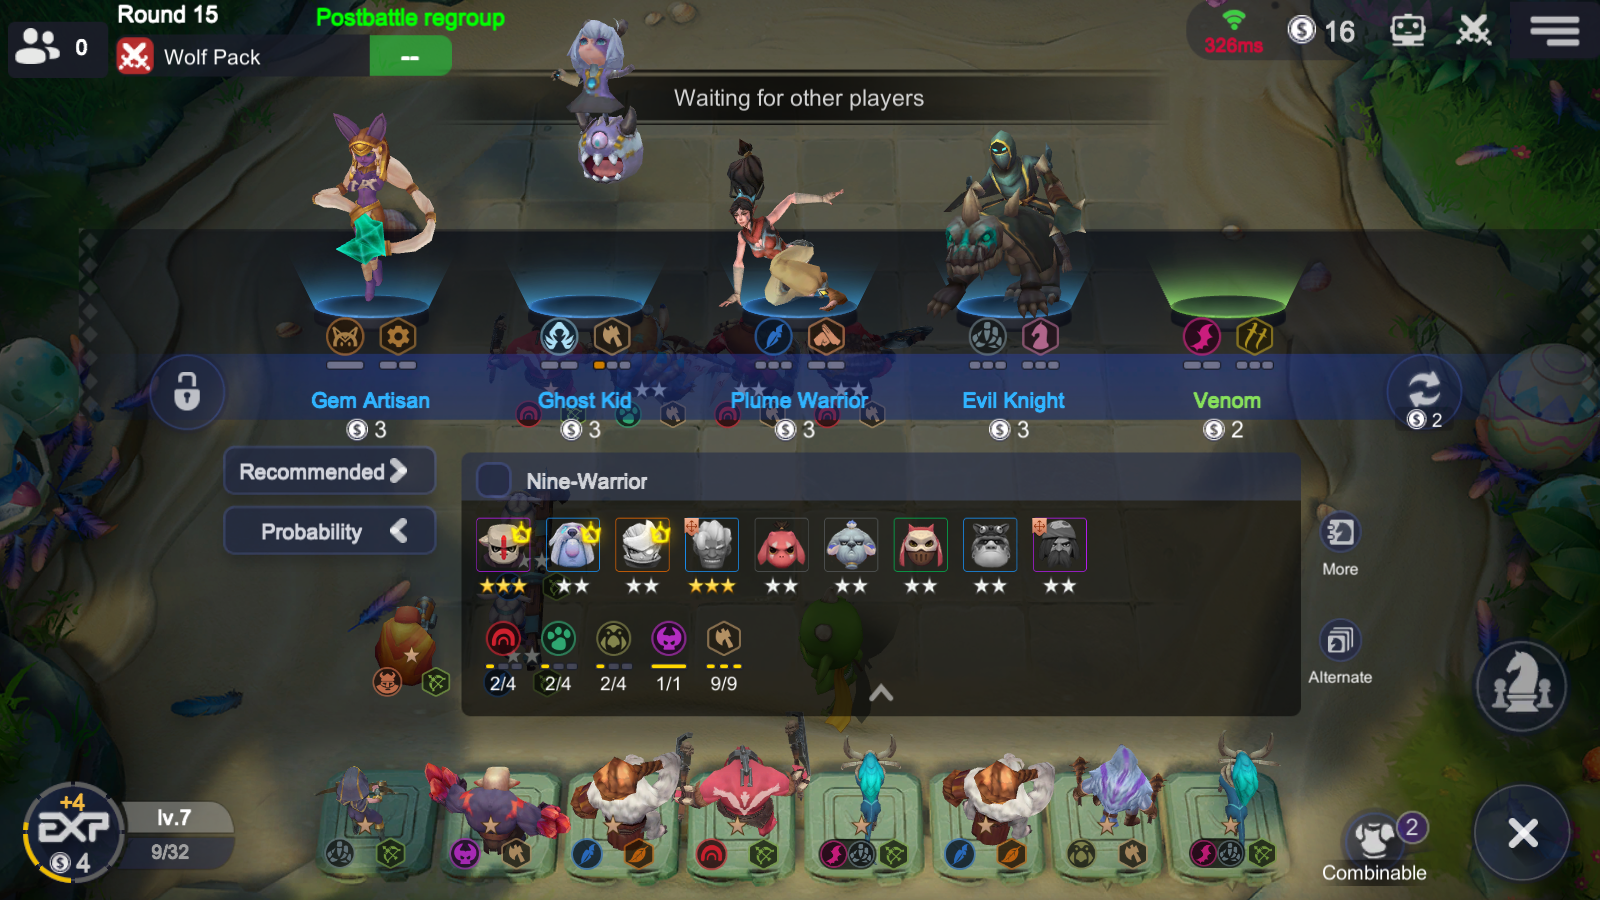 Round 15
Postbattle regroup
0
Wolf Pack
--
326ms
16
Waiting for other players
Gem Artisan
Ghost Kid
Plume Warrior
Evil Knight
Venom
3
3
3
3
2
2
Recommended
Probability
Nine-Warrior
2/4
2/4
2/4
1/1
9/9
More
Alternate
+4
EXP
4
lv.7
9/32
2
Combinable